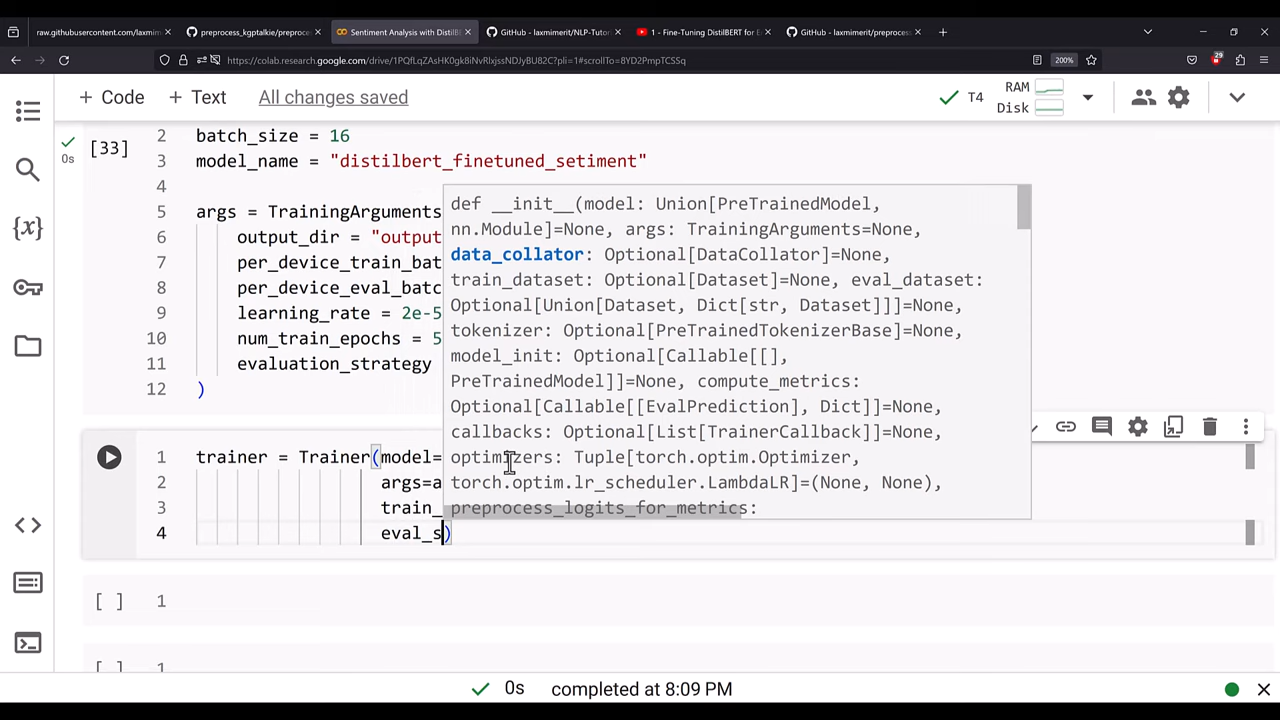 raw.githubusercontent.com/laxmim
preprocess_kgptalkie/preproces
Sentiment Analysis with DistilB
GitHub - laxmimerit/NLP-Tutor
1 - Fine-Tuning DistilBERT for E
GitHub - laxmimerit/preproces
https://colab.research.google.com/drive/1PQfLqZAsHK0gk8iNvRlxjssNDJyBU82C?pli=1#scrollTo=8YD2PmpTCSSq
200%
29
+ Code + Text All changes saved
T4
RAM
Disk
[33]
0s
2 batch_size = 16
3 model_name = "distilbert_finetuned_setiment"
4
5 args = TrainingArguments
6 output_dir = "output
7 per_device_train_bat
8 per_device_eval_batc
9 learning_rate = 2e-5
10 num_train_epochs = 5
11 evaluation_strategy
12 )
def __init__(model: Union[PreTrainedModel,
nn.Module]=None, args: TrainingArguments=None,
data_collator: Optional[DataCollator]=None,
train_dataset: Optional[Dataset]=None, eval_dataset:
Optional[Union[Dataset, Dict[str, Dataset]]]=None,
tokenizer: Optional[PreTrainedTokenizerBase]=None,
model_init: Optional[Callable[[],
PreTrainedModel]]=None, compute_metrics:
Optional[Callable[[EvalPrediction], Dict]]=None,
callbacks: Optional[List[TrainerCallback]]=None,
optimizers: Tuple[torch.optim.Optimizer,
torch.optim.lr_scheduler.LambdaLR]=(None, None),
preprocess_logits_for_metrics:
1 trainer = Trainer(model=
2 args=a
3 train_
4 eval_s)
[ ] 1
[ ] 1
0s completed at 8:09 PM